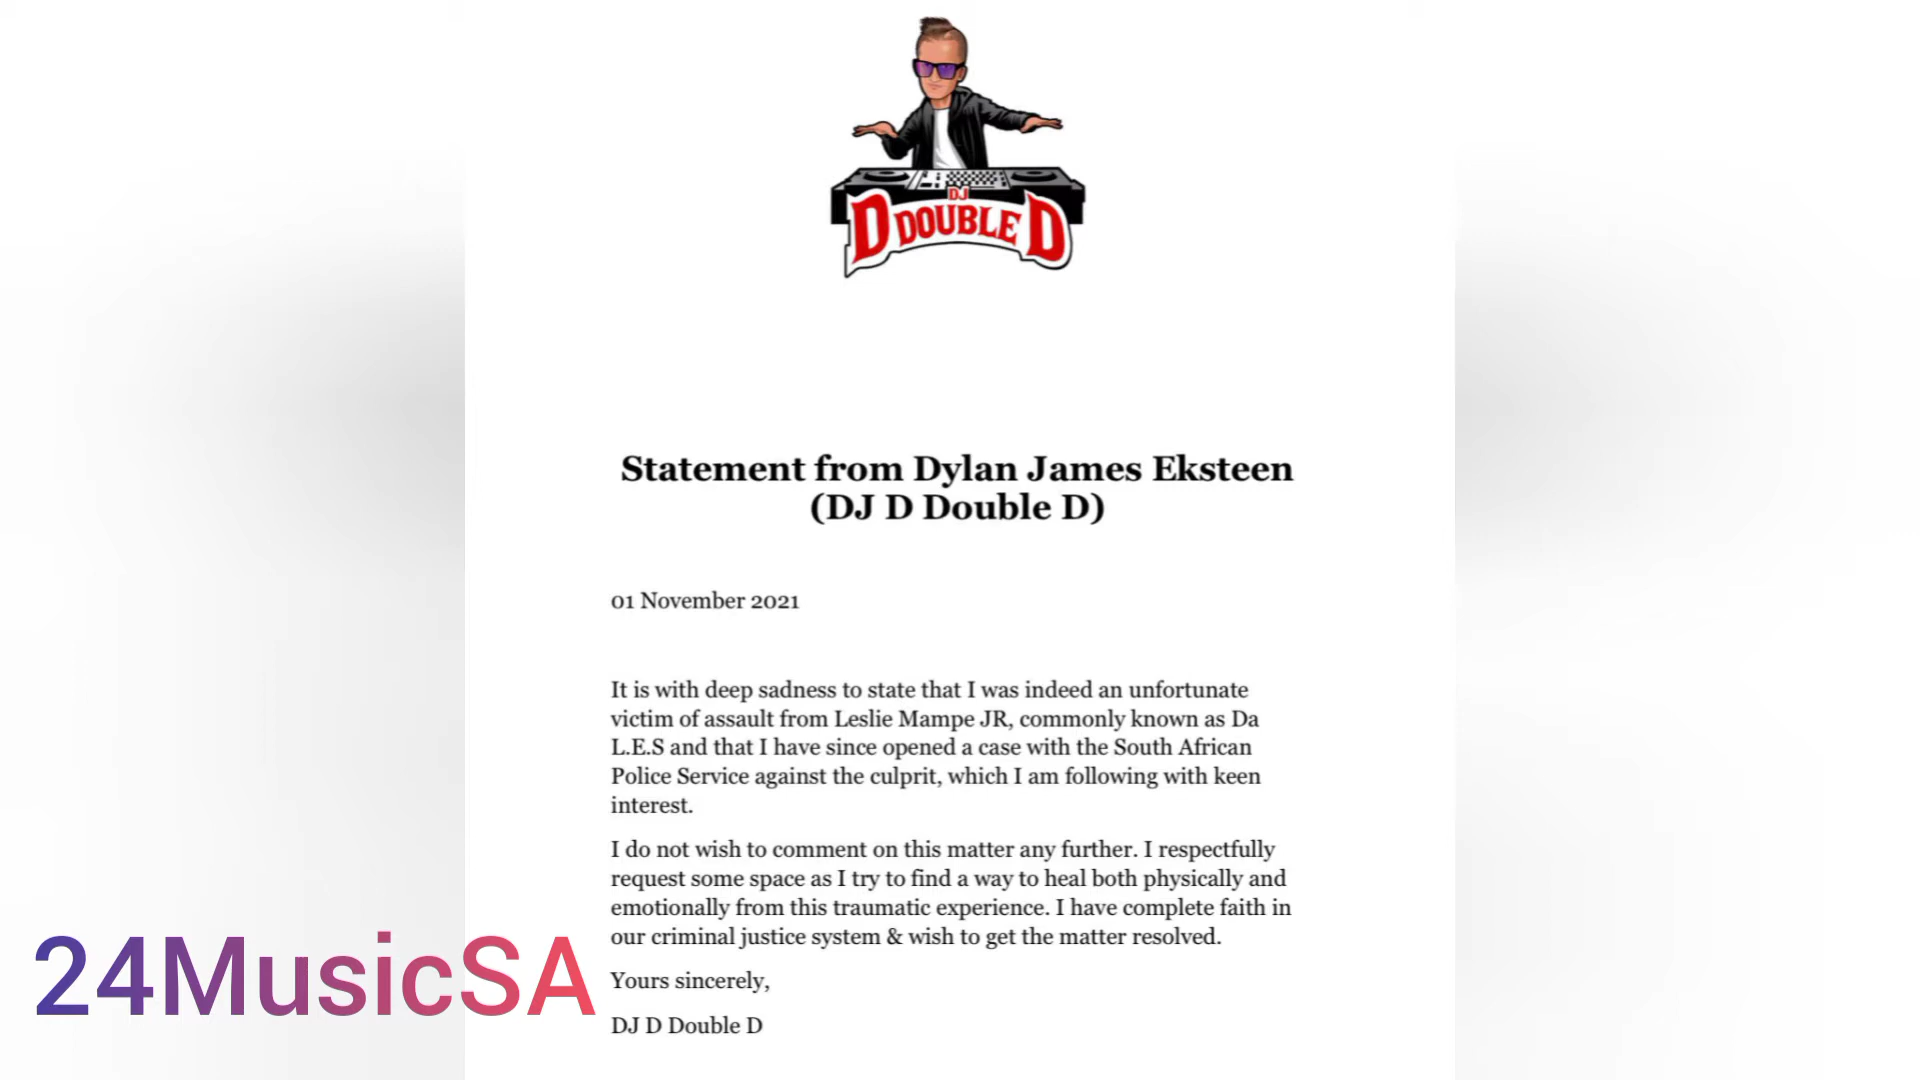 DJ
D DOUBLE D
Statement from Dylan James Eksteen
(DJ D Double D)
01 November 2021
It is with deep sadness to state that I was indeed an unfortunate
victim of assault from Leslie Mampe JR, commonly known as Da
L.E.S and that I have since opened a case with the South African
Police Service against the culprit, which I am following with keen
interest.
I do not wish to comment on this matter any further. I respectfully
request some space as I try to find a way to heal both physically and
emotionally from this traumatic experience. I have complete faith in
our criminal justice system & wish to get the matter resolved.
Yours sincerely,
DJ D Double D
24MusicSA